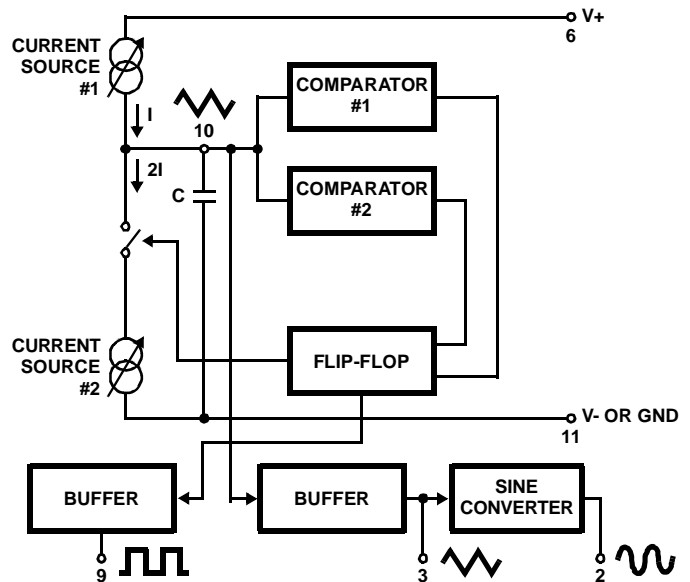 V+
6
CURRENT
SOURCE
#1
I
10
COMPARATOR
#1
2I
C
COMPARATOR
#2
CURRENT
SOURCE
#2
FLIP-FLOP
V- OR GND
11
BUFFER
BUFFER
SINE
CONVERTER
9
3
2